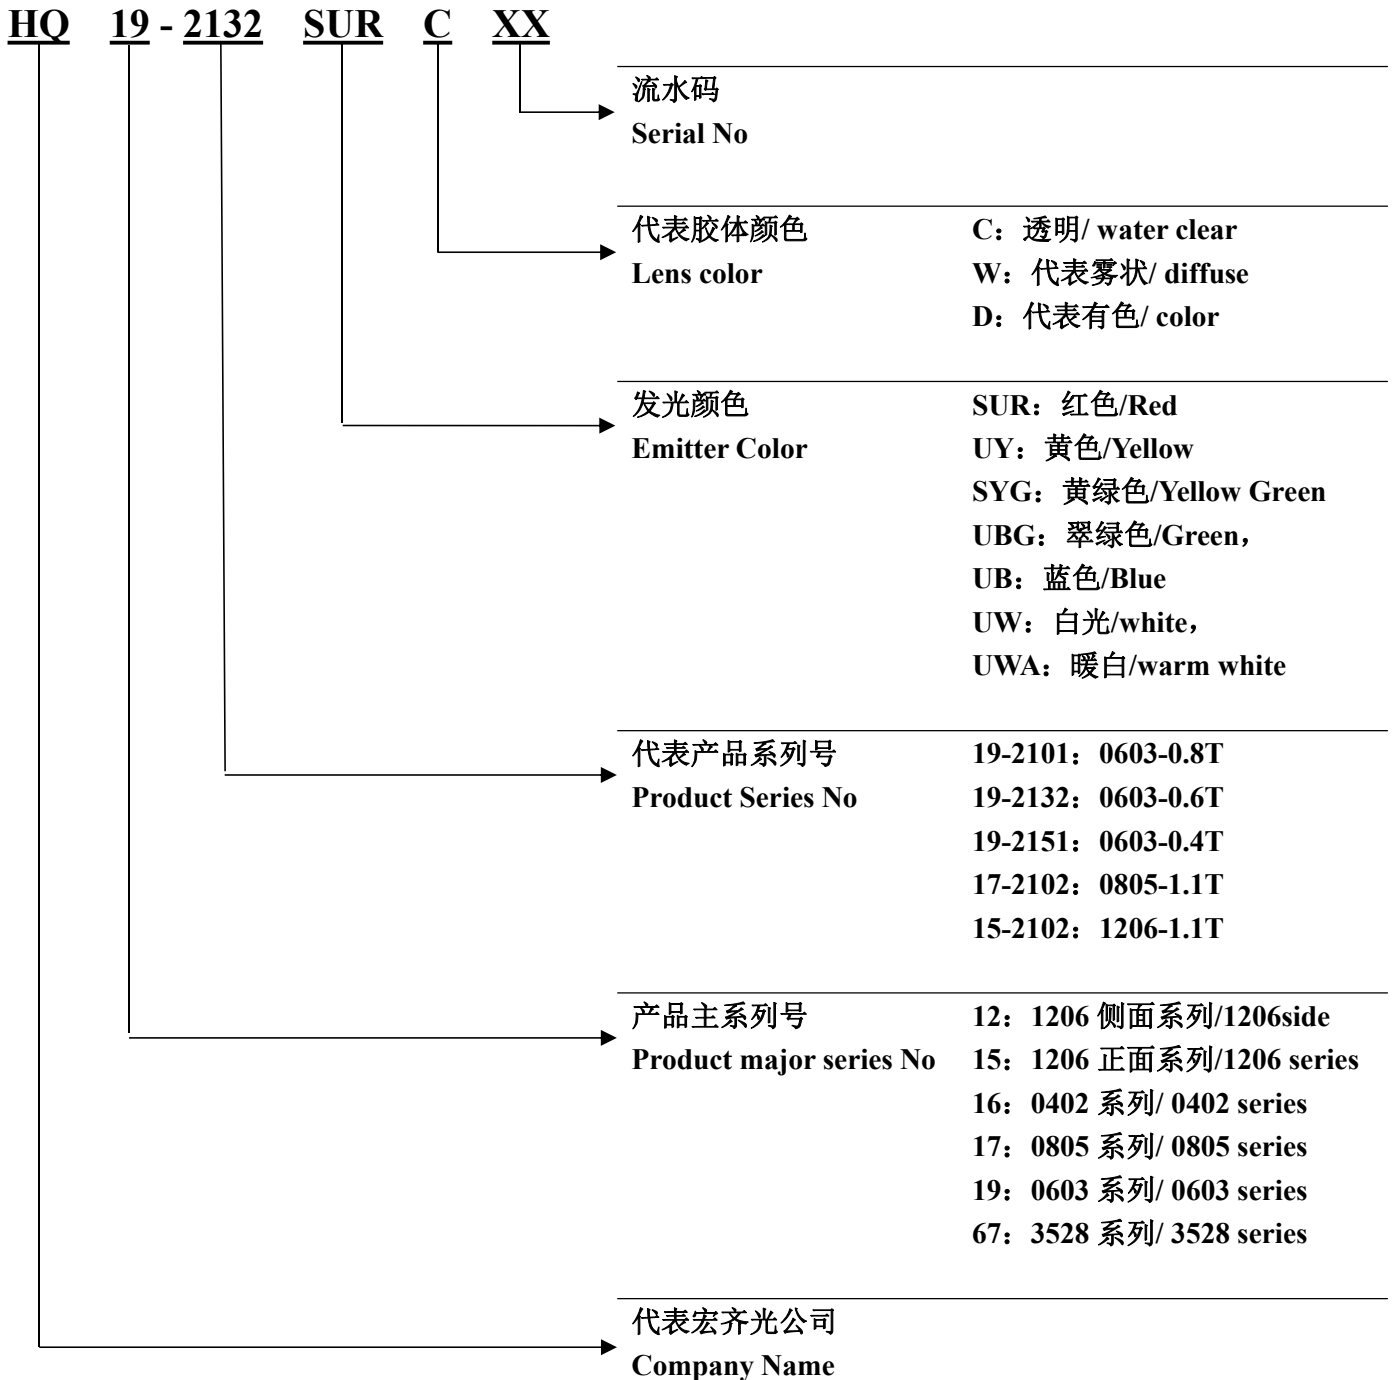 HQ 19 - 2132 SUR C XX
流水码
Serial No
代表胶体颜色 C：透明/ water clear
Lens color W：代表雾状/ diffuse
D：代表有色/ color
发光颜色 SUR：红色/Red
Emitter Color UY：黄色/Yellow
SYG：黄绿色/Yellow Green
UBG：翠绿色/Green，
UB：蓝色/Blue
UW：白光/white，
UWA：暖白/warm white
代表产品系列号 19-2101：0603-0.8T
Product Series No 19-2132：0603-0.6T
19-2151：0603-0.4T
17-2102：0805-1.1T
15-2102：1206-1.1T
产品主系列号 12：1206 侧面系列/1206side
Product major series No 15：1206 正面系列/1206 series
16：0402 系列/ 0402 series
17：0805 系列/ 0805 series
19：0603 系列/ 0603 series
67：3528 系列/ 3528 series
代表宏齐光公司
Company Name